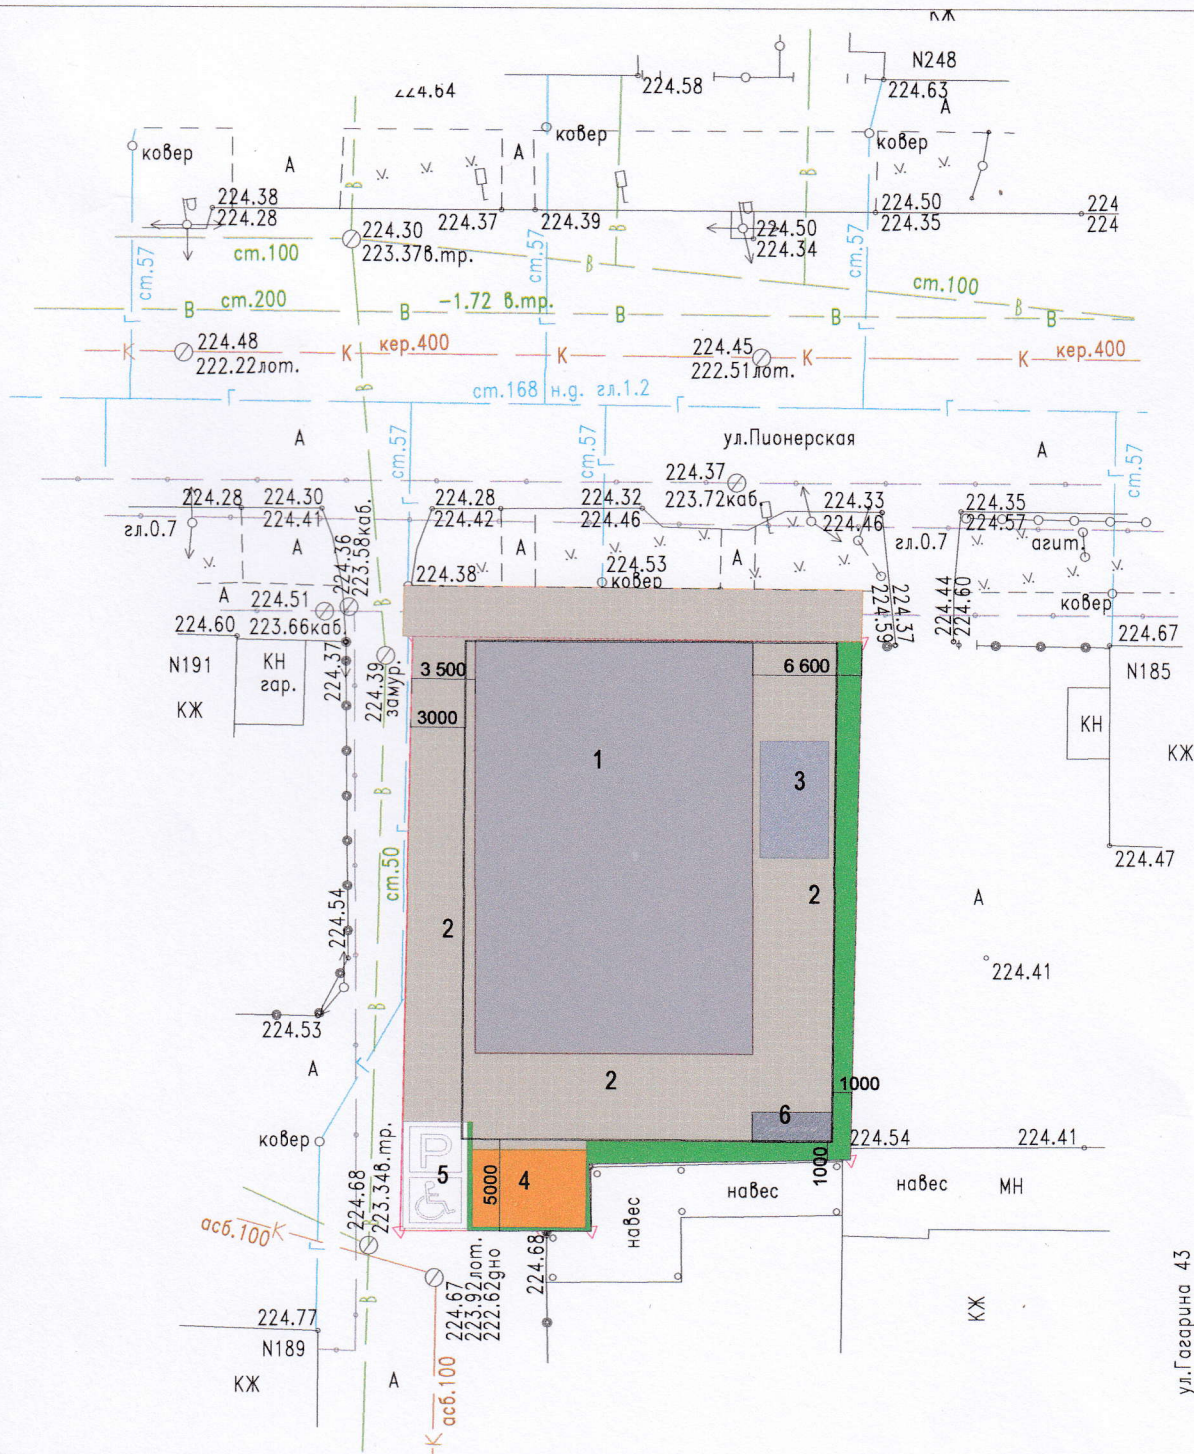 КЖ
N248
224.64
224.58
224.63
А
ковер
ковер
ковер
А
А
224.38
224.28
224.37
224.39
224.50
224.34
224.50
224.35
224
224
224.30
223.37в.тр.
ст.57
ст.100
ст.57
ст.57
ст.100
В
ст.200
В
-1.72 в.тр.
В
В
В
К
224.48
222.22лот.
К
кер.400
К
224.45
222.51лот.
К
К
кер.400
ст.168 н.д. гл.1.2
Г
Г
Г
А
ст.57
ст.57
ул.Пионерская
А
ст.57
224.37
223.72каб.
224.28
224.30
224.41
224.28
224.42
224.32
224.46
224.33
224.46
гл.0.7
224.35
224.57
гл.0.7
агит.
А
224.36
223.58каб.
А
А
224.53
ковер
224.38
А
224.51
223.66каб.
224.60
224.59
224.37
224.44
224.60
ковер
224.67
N191
КН
гар.
КЖ
224.37
224.39
замур.
3 500
3000
6 600
N185
КН
КЖ
1
3
224.47
ст.50
В
2
2
224.54
А
224.41
224.53
А
2
1000
6
ковер
224.54
224.41
1000
5
P
5000
4
навес
навес
навес
МН
224.68
223.34в.тр.
асб.100
К
224.67
223.92лот.
222.62дно
224.68
224.77
N189
КЖ
А
асб.100
К
КЖ
ул.Гагарина 43